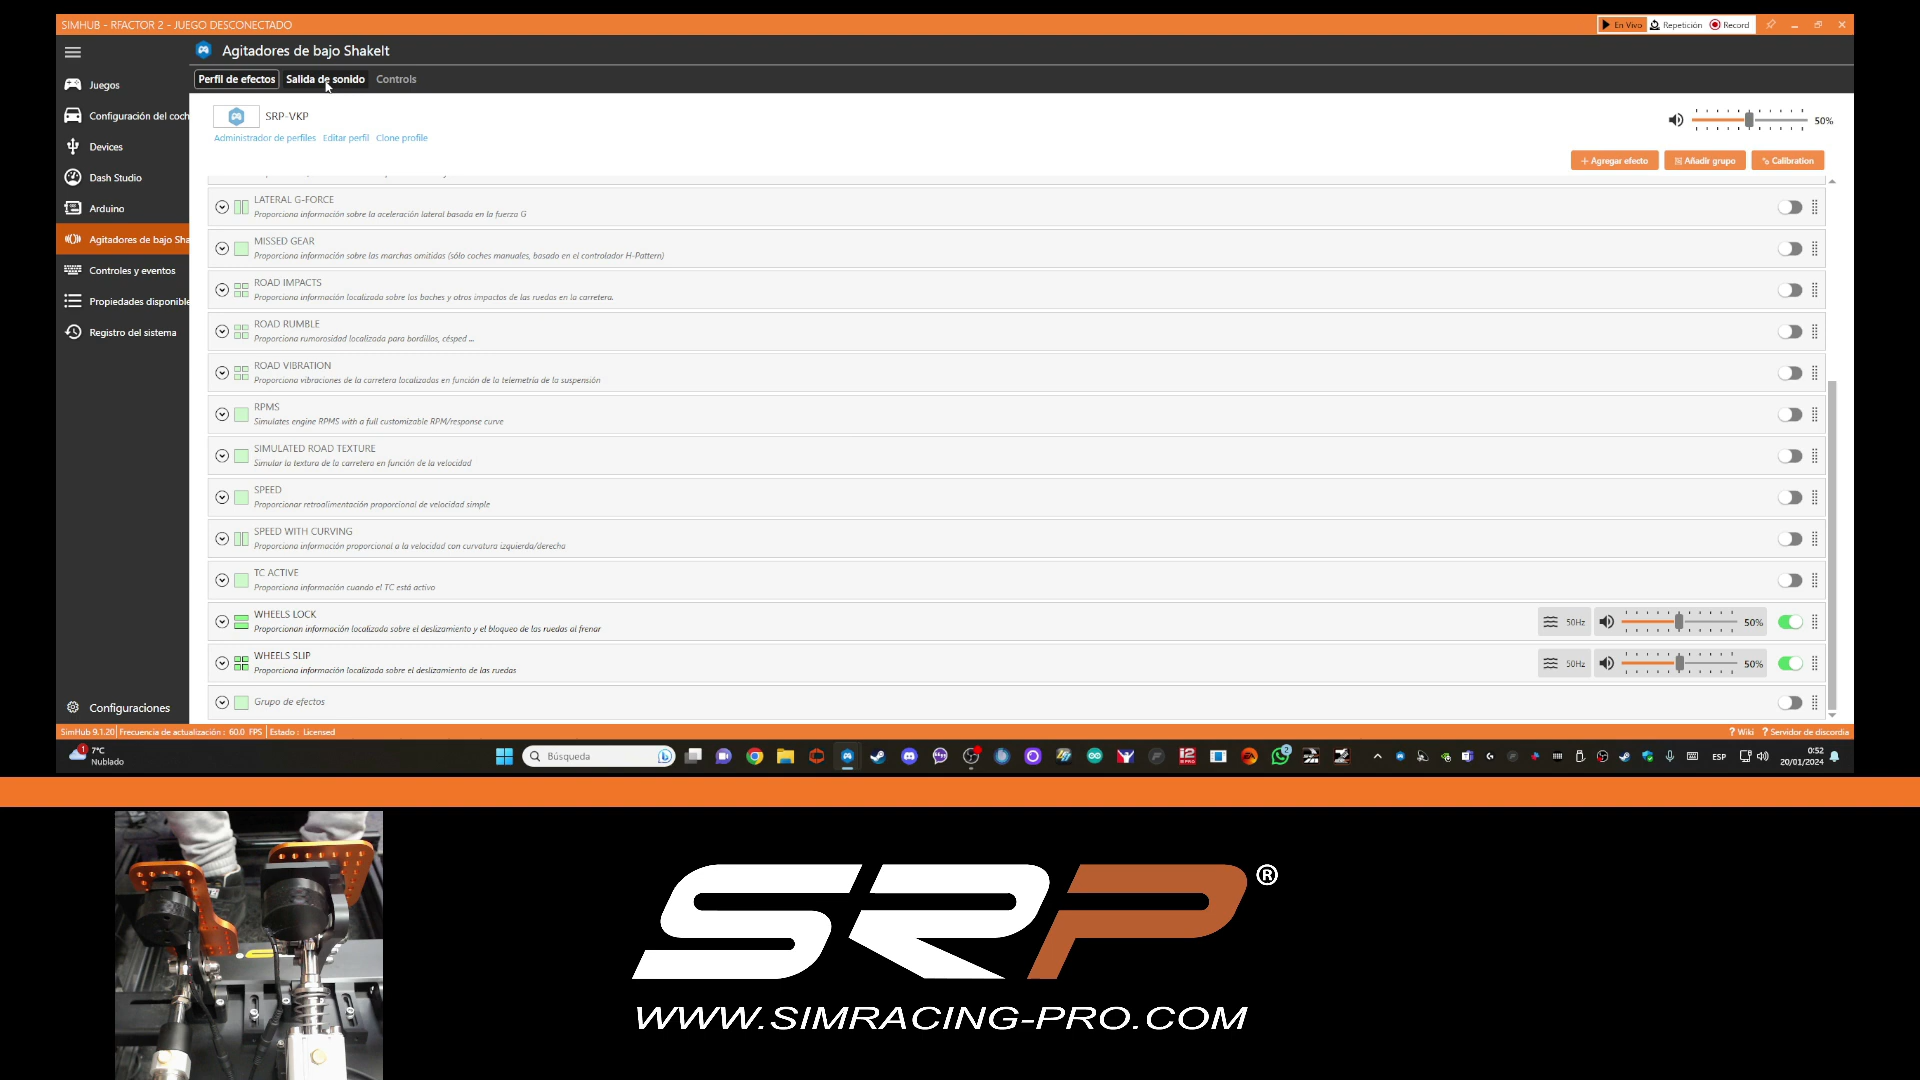 SIMHUB - RFACTOR 2 - JUEGO DESCONECTADO
En Vivo
Repetición
Record
Agitadores de bajo ShakeIt
Juegos
Perfil de efectos
Salida de sonido
Controls
Configuración del coch
SRP-VKP
50%
Administrador de perfiles
Editar perfil
Clone profile
Devices
+ Agregar efecto
Añadir grupo
Calibration
Dash Studio
Arduino
LATERAL G-FORCE
Proporciona información sobre la aceleración lateral basada en la fuerza G
Agitadores de bajo Sha
MISSED GEAR
Proporciona información sobre las marchas omitidas (sólo coches manuales, basado en el controlador H-Pattern)
Controles y eventos
ROAD IMPACTS
Proporciona información localizada sobre los baches y otros impactos de las ruedas en la carretera.
Propiedades disponible
ROAD RUMBLE
Proporciona rumorosidad localizada para bordillos, césped ...
Registro del sistema
ROAD VIBRATION
Proporciona vibraciones de la carretera localizadas en función de la telemetría de la suspensión
RPMS
Simulates engine RPMS with a full customizable RPM/response curve
SIMULATED ROAD TEXTURE
Simular la textura de la carretera en función de la velocidad
SPEED
Proporcionar retroalimentación proporcional de velocidad simple
SPEED WITH CURVING
Proporciona información proporcional a la velocidad con curvatura izquierda/derecha
TC ACTIVE
Proporciona información cuando el TC está activo
WHEELS LOCK
Proporcionan información localizada sobre el deslizamiento y el bloqueo de las ruedas al frenar
50Hz
50%
WHEELS SLIP
Proporciona información localizada sobre el deslizamiento de las ruedas
50Hz
50%
Grupo de efectos
Configuraciones
SimHub 9.1.20
Frecuencia de actualización : 60.0 FPS
Estado : Licensed
? Wiki
? Servidor de discordia
7°C
Nublado
Búsqueda
ESP
0:52
20/01/2024
SRP®
WWW.SIMRACING-PRO.COM